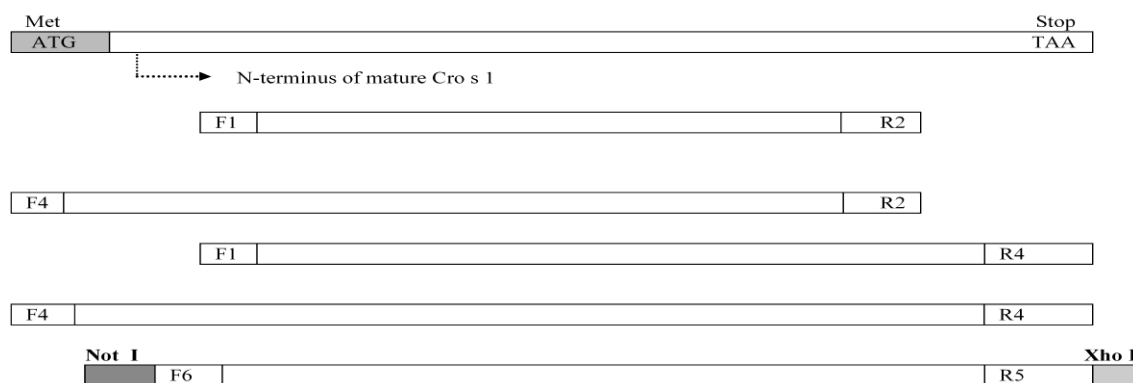 Met Stop
ATG TAA
N-terminus of mature Cro s 1
F1 R2
F4 R2
F1 R4
F4 R4
Not I Xho I
F6 R5